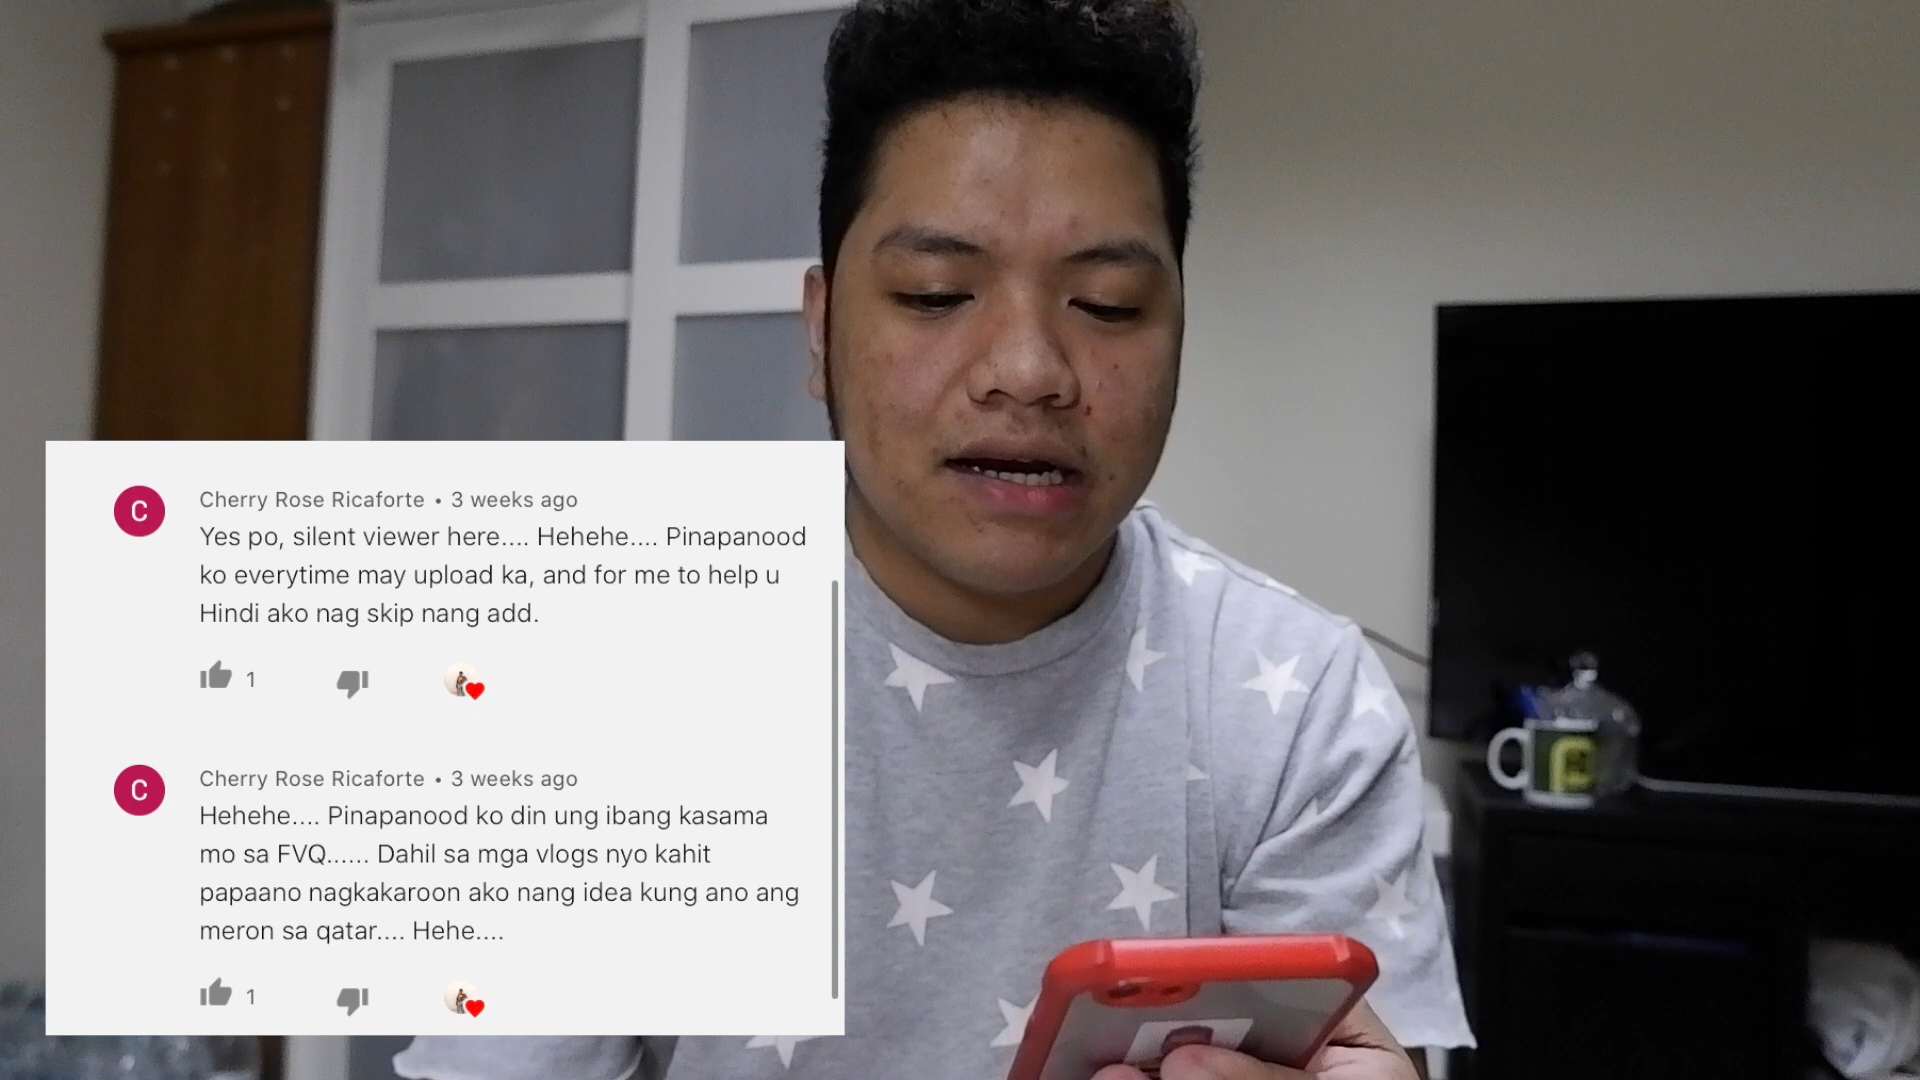 C
Cherry Rose Ricaforte • 3 weeks ago
Yes po, silent viewer here.... Hehehe.... Pinapanood
ko everytime may upload ka, and for me to help u
Hindi ako nag skip nang add.
1
C
Cherry Rose Ricaforte • 3 weeks ago
Hehehe.... Pinapanood ko din ung ibang kasama
mo sa FVQ...... Dahil sa mga vlogs nyo kahit
papaano nagkakaroon ako nang idea kung ano ang
meron sa qatar.... Hehe....
1